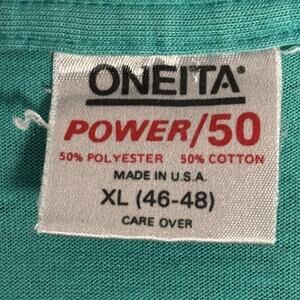 ONEITA®
POWER/50
50% POLYESTER 50% COTTON
MADE IN U.S.A.
XL (46-48)
CARE OVER